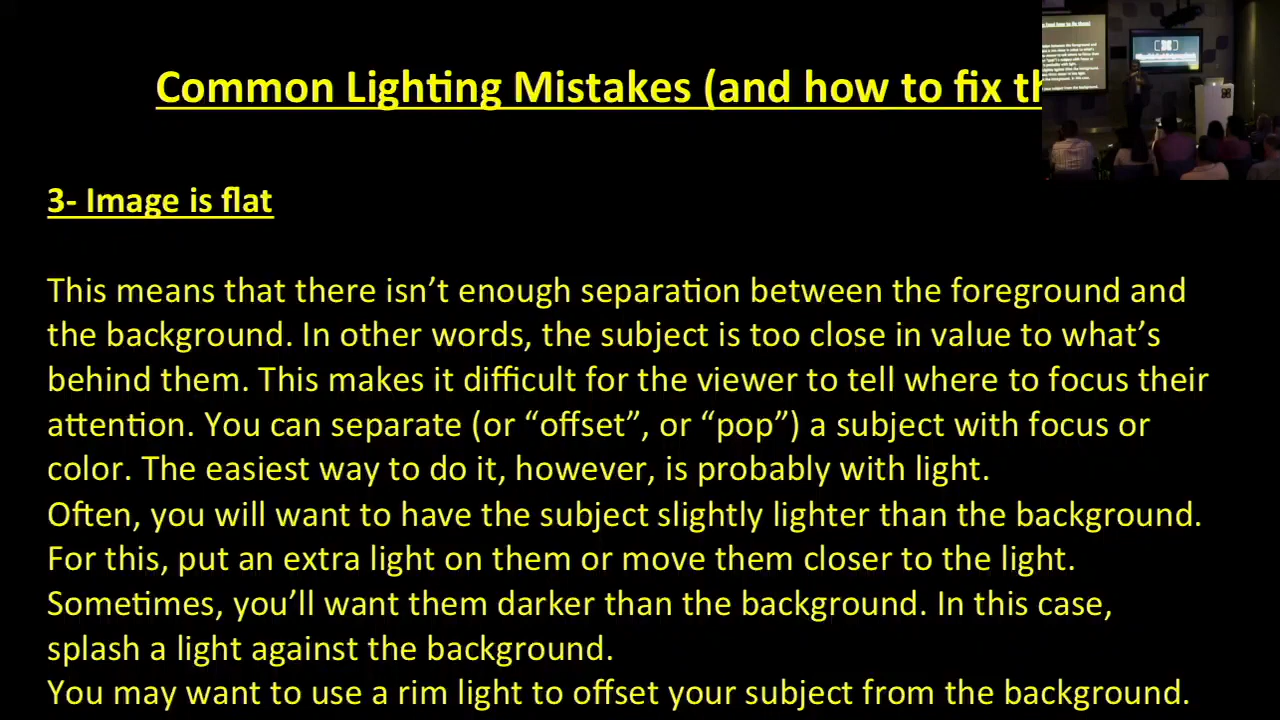 Common Lighting Mistakes (and how to fix th
3- Image is flat
This means that there isn’t enough separation between the foreground and
the background. In other words, the subject is too close in value to what’s
behind them. This makes it difficult for the viewer to tell where to focus their
attention. You can separate (or “offset”, or “pop”) a subject with focus or
color. The easiest way to do it, however, is probably with light.
Often, you will want to have the subject slightly lighter than the background.
For this, put an extra light on them or move them closer to the light.
Sometimes, you’ll want them darker than the background. In this case,
splash a light against the background.
You may want to use a rim light to offset your subject from the background.